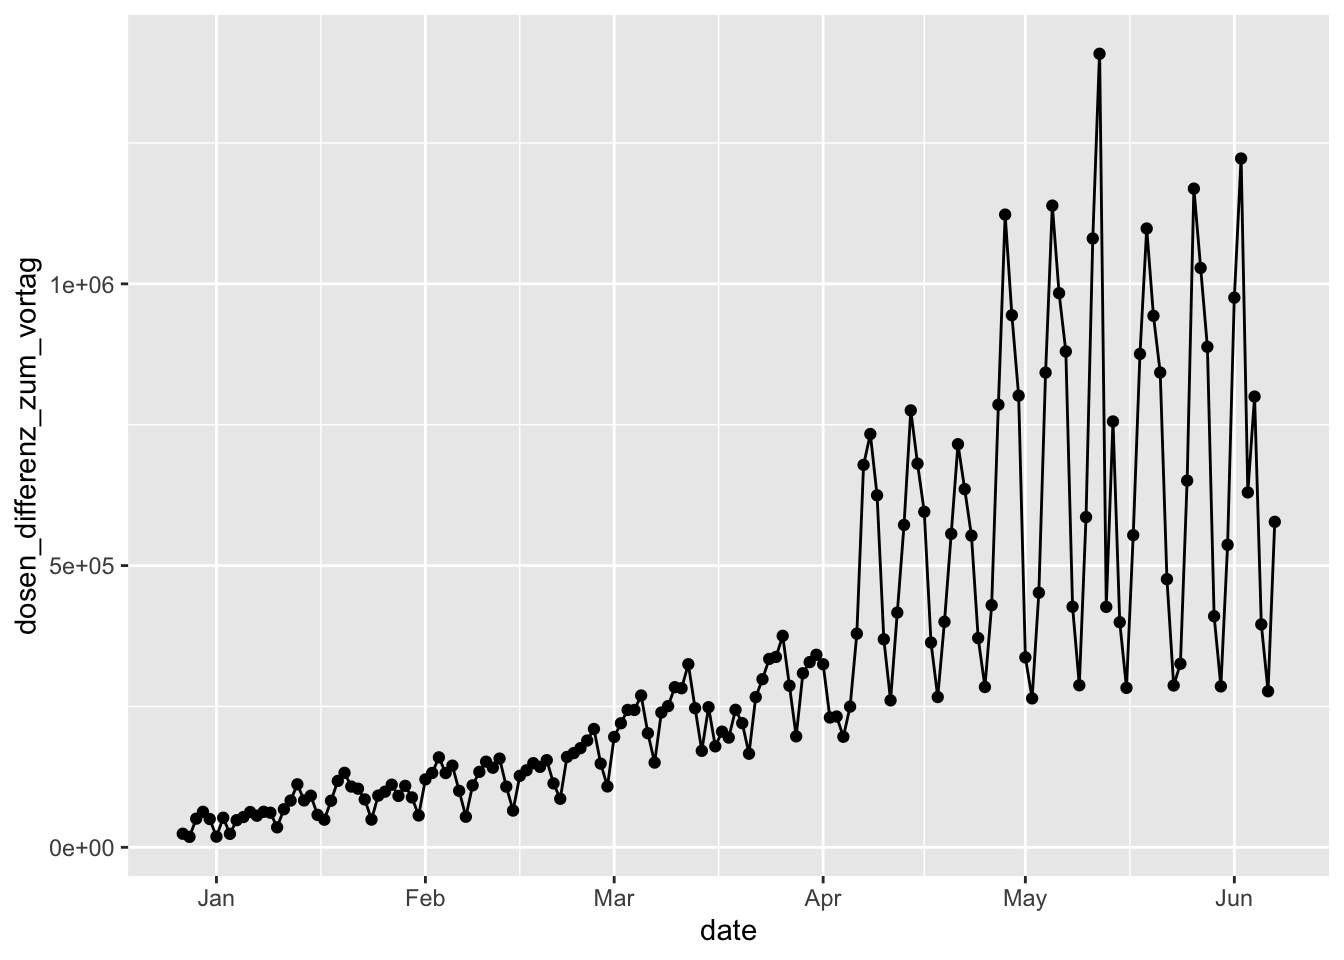 dosen_differenz_zum_vortag
1e+06
5e+05
0e+00
Jan Feb Mar Apr May Jun
date